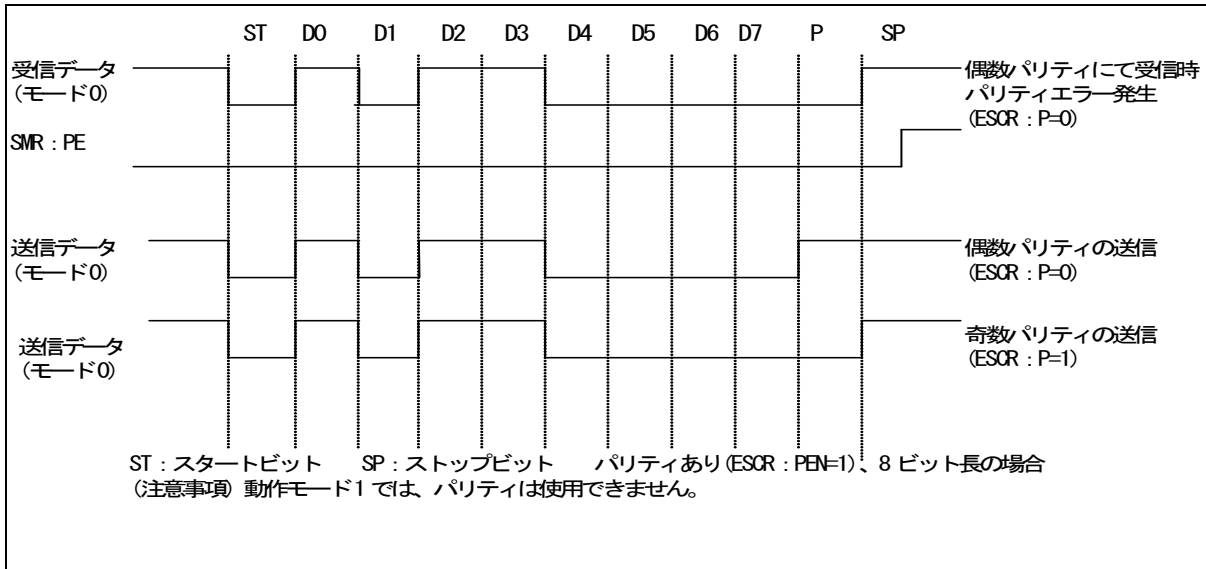 ST D0 D1 D2 D3 D4 D5 D6 D7 P SP
受信データ
(モード0)
偶数パリティにて受信時
パリティエラー発生
(ESCR : P=0)
SMR : PE
送信データ
(モード0)
偶数パリティの送信
(ESCR : P=0)
送信データ
(モード0)
奇数パリティの送信
(ESCR : P=1)
ST : スタートビット SP : ストップビット パリティあり(ESCR : PEN=1)、8 ビット長の場合
(注意事項) 動作モード1 では、パリティは使用できません。